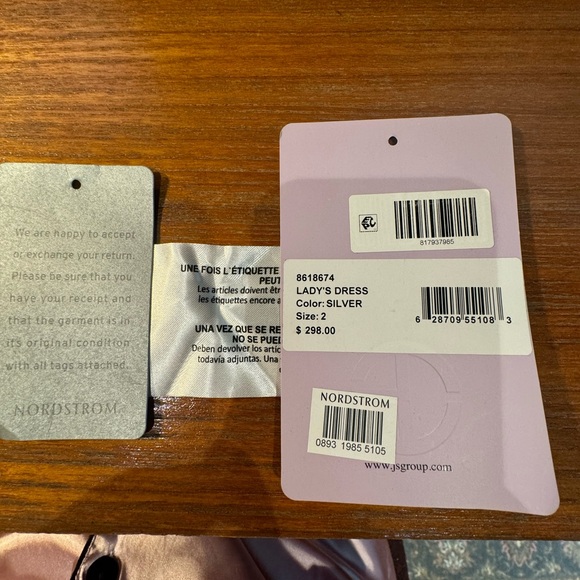 We are happy to accept
or exchange your return.
Please be sure that you
have your receipt and
that the garment is in
it's original condition
with all tags attached.
NORDSTROM
UNE FOIS L'ÉTIQUETTE
PEUT
Les articles doivent êtr
les étiquettes encore a
UNA VEZ QUE SE RE
NO SE PUE
Deben devolver los artíc
todavía adjuntas. Una
817937985
8618674
LADY'S DRESS
Color: SILVER
Size: 2
$ 298.00
6 28709 55108 3
NORDSTROM
0893 1985 5105
www.jsgroup.com